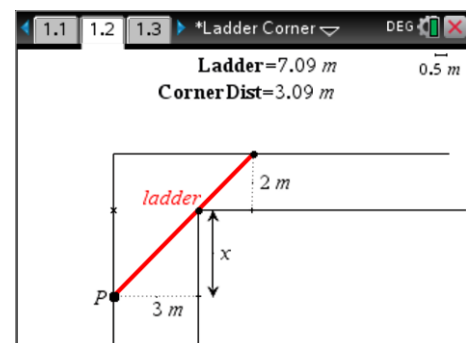 1.1 1.2 1.3 *Ladder Corner DEG
Ladder=7.09 m
0.5 m
CornerDist=3.09 m
2 m
ladder
x
P
3 m